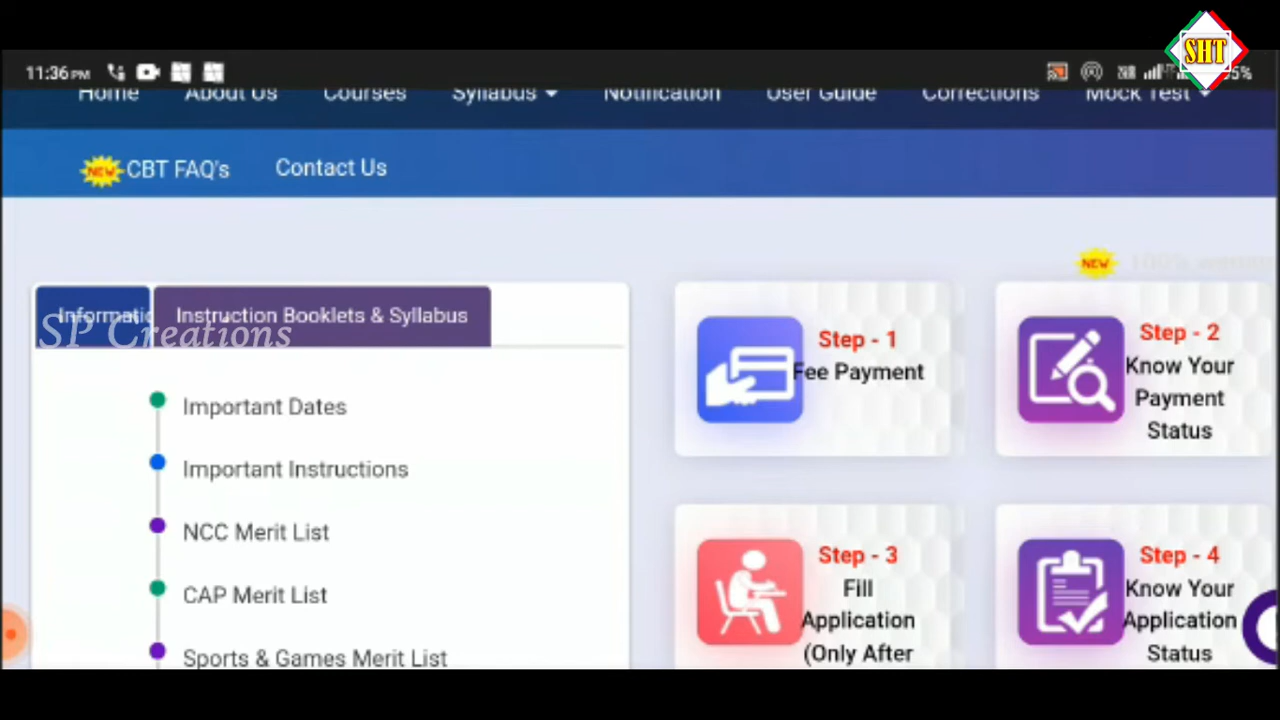 SHT
11:36 PM
5%
Home About Us Courses Syllabus Notification User Guide Corrections Mock Test
NEW CBT FAQ's Contact Us
NEW 100%
Informatic Instruction Booklets & Syllabus
SP Creations
Important Dates
Important Instructions
NCC Merit List
CAP Merit List
Sports & Games Merit List
Step - 1
Fee Payment
Step - 2
Know Your
Payment
Status
Step - 3
Fill
Application
(Only After
Step - 4
Know Your
Application
Status